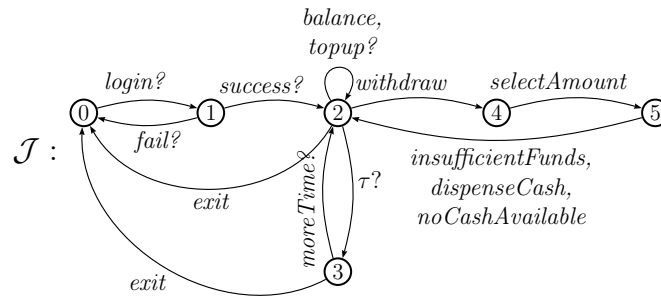 balance,
topup?
login?
success?
withdraw
selectAmount
0
1
2
4
5
fail?
𝒥 :
insufficientFunds,
dispenseCash,
noCashAvailable
moreTime?
τ?
exit
3
exit